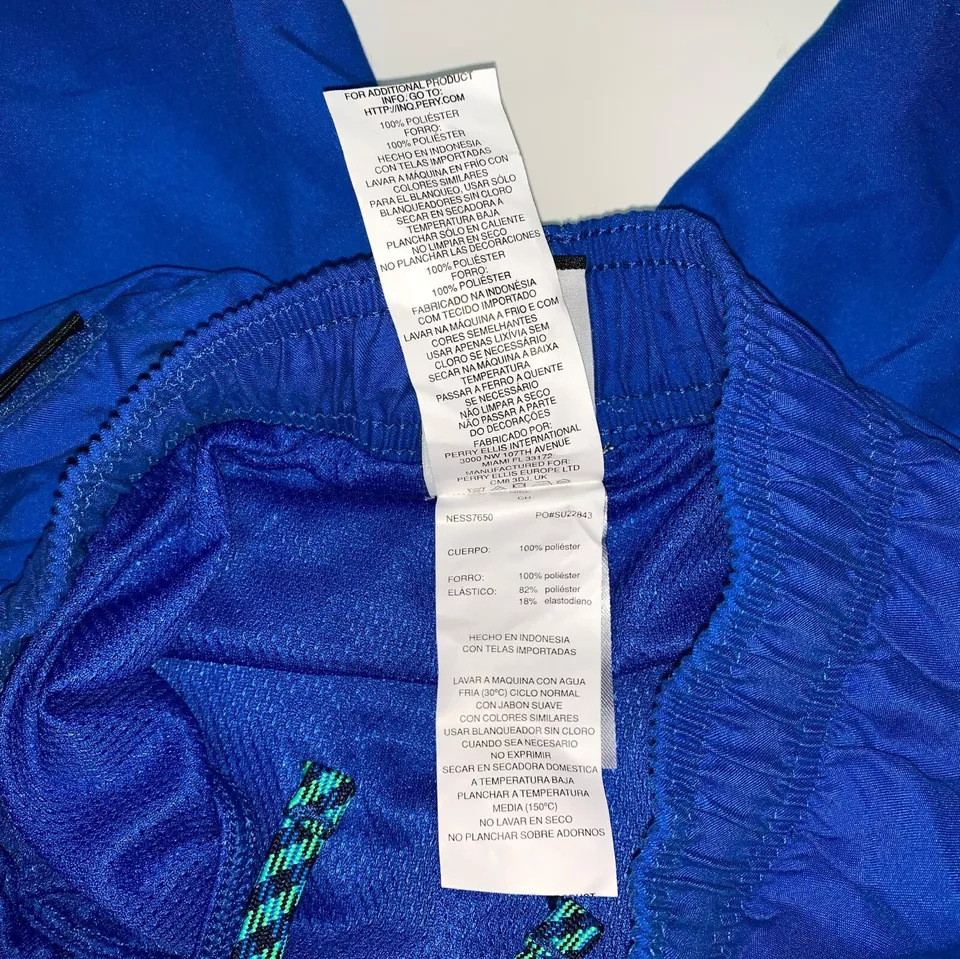 FOR ADDITIONAL PRODUCT
INFO. GO TO:
HTTP://INQ.PERY.COM
100% POLIÉSTER
FORRO:
100% POLIÉSTER
HECHO EN INDONESIA
CON TELAS IMPORTADAS
LAVAR A MÁQUINA EN FRÍO CON
COLORES SIMILARES
PARA EL BLANQUEO, USAR SÓLO
BLANQUEADORES SIN CLORO
SECAR EN SECADORA A
TEMPERATURA BAJA
PLANCHAR SÓLO EN CALIENTE
NO LIMPIAR EN SECO
NO PLANCHAR LAS DECORACIONES
100% POLIÉSTER
FORRO:
100% POLIÉSTER
FABRICADO NA INDONÉSIA
COM TECIDO IMPORTADO
LAVAR NA MÁQUINA A FRIO E COM
CORES SEMELHANTES
USAR APENAS LIXÍVIA SEM
CLORO SE NECESSÁRIO
SECAR NA MÁQUINA A BAIXA
TEMPERATURA
PASSAR A FERRO A QUENTE
SE NECESSÁRIO
NÃO LIMPAR A SECO
NÃO PASSAR A PARTE
DO DECORAÇÕES
FABRICADO POR:
PERRY ELLIS INTERNATIONAL
3000 NW 107TH AVENUE
MIAMI FL 33172
MANUFACTURED FOR:
PERRY ELLIS EUROPE LTD
CM8 3DJ, UK
CH
NESS7650 PO#SU22843
CUERPO: 100% poliéster
FORRO: 100% poliéster
ELÁSTICO: 82% poliéster
18% elastodieno
HECHO EN INDONESIA
CON TELAS IMPORTADAS
LAVAR A MAQUINA CON AGUA
FRIA (30ºC) CICLO NORMAL
CON JABON SUAVE
CON COLORES SIMILARES
USAR BLANQUEADOR SIN CLORO
CUANDO SEA NECESARIO
NO EXPRIMIR
SECAR EN SECADORA DOMESTICA
A TEMPERATURA BAJA
PLANCHAR A TEMPERATURA
MEDIA (150ºC)
NO LAVAR EN SECO
NO PLANCHAR SOBRE ADORNOS